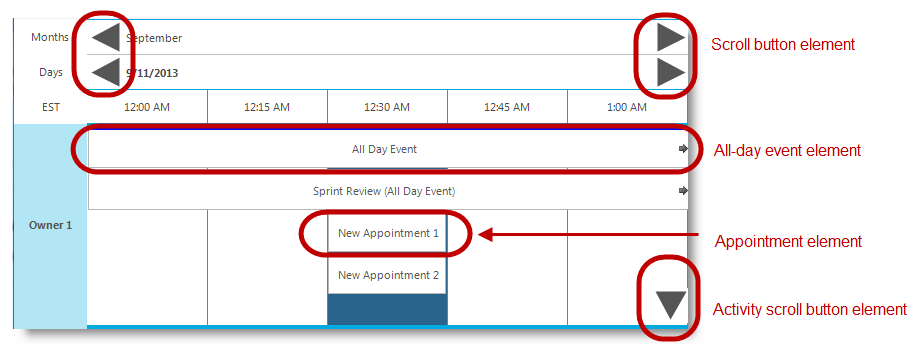 Months September Scroll button element
Days 9/11/2013
EST 12:00 AM 12:15 AM 12:30 AM 12:45 AM 1:00 AM
All Day Event All-day event element
Sprint Review (All Day Event)
Owner 1
New Appointment 1 Appointment element
New Appointment 2
Activity scroll button element